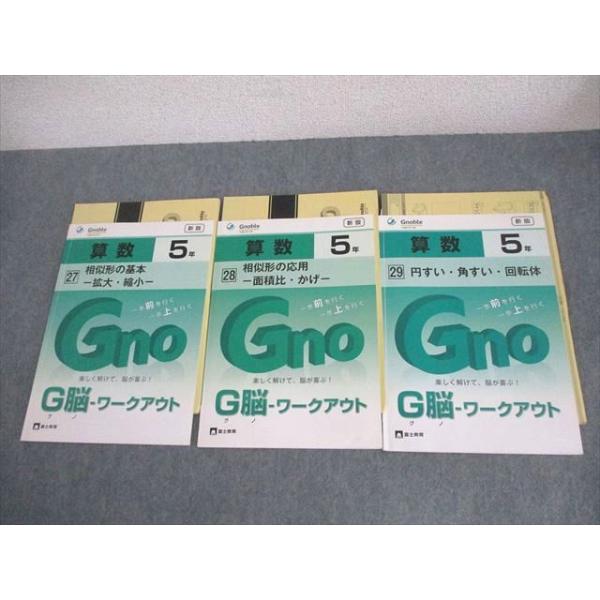 Gnoble
新版
算数 5年
27 相似形の基本
－拡大・縮小－
一歩前を行く
一歩上を行く
Gno
楽しく解けて、脳が喜ぶ！
G脳-ワークアウト
グノ
富士教育
Gnoble
新版
算数 5年
28 相似形の応用
－面積比・かげ－
一歩前を行く
一歩上を行く
Gno
楽しく解けて、脳が喜ぶ！
G脳-ワークアウト
グノ
富士教育
Gnoble
新版
算数 5年
29 円すい・角すい・回転体
一歩前を行く
一歩上を行く
Gno
楽しく解けて、脳が喜ぶ！
G脳-ワークアウト
グノ
富士教育